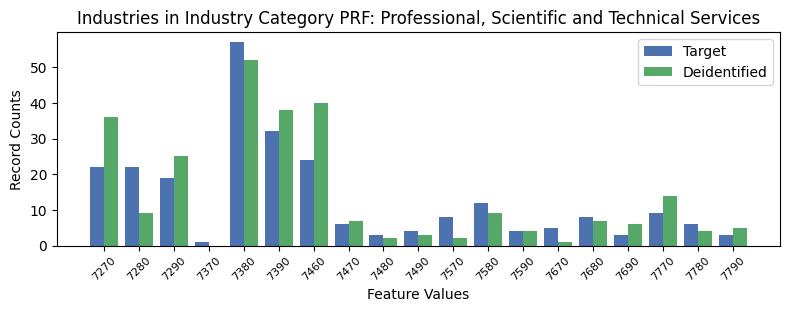 Industries in Industry Category PRF: Professional, Scientific and Technical Services
Target
Deidentified
Record Counts
50
40
30
20
10
0
7270 7280 7290 7370 7380 7390 7460 7470 7480 7490 7570 7580 7590 7670 7680 7690 7770 7780 7790
Feature Values